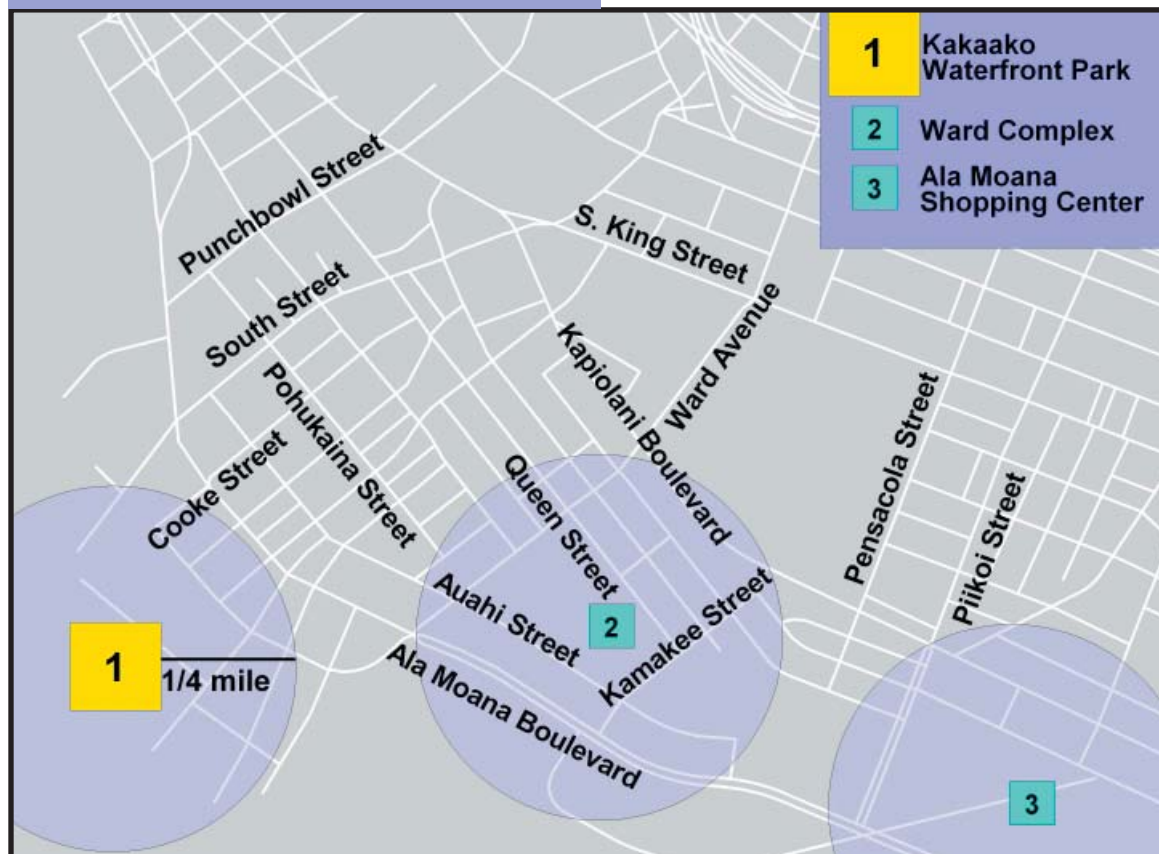 1
Kakaako
Waterfront Park
2
Ward Complex
3
Ala Moana
Shopping Center
Punchbowl Street
S. King Street
South Street
Ward Avenue
Kapiolani Boulevard
Pohukaina Street
Pensacola Street
Cooke Street
Queen Street
Piikoi Street
Auahi Street
2
Kamakee Street
1
1/4 mile
Ala Moana Boulevard
3